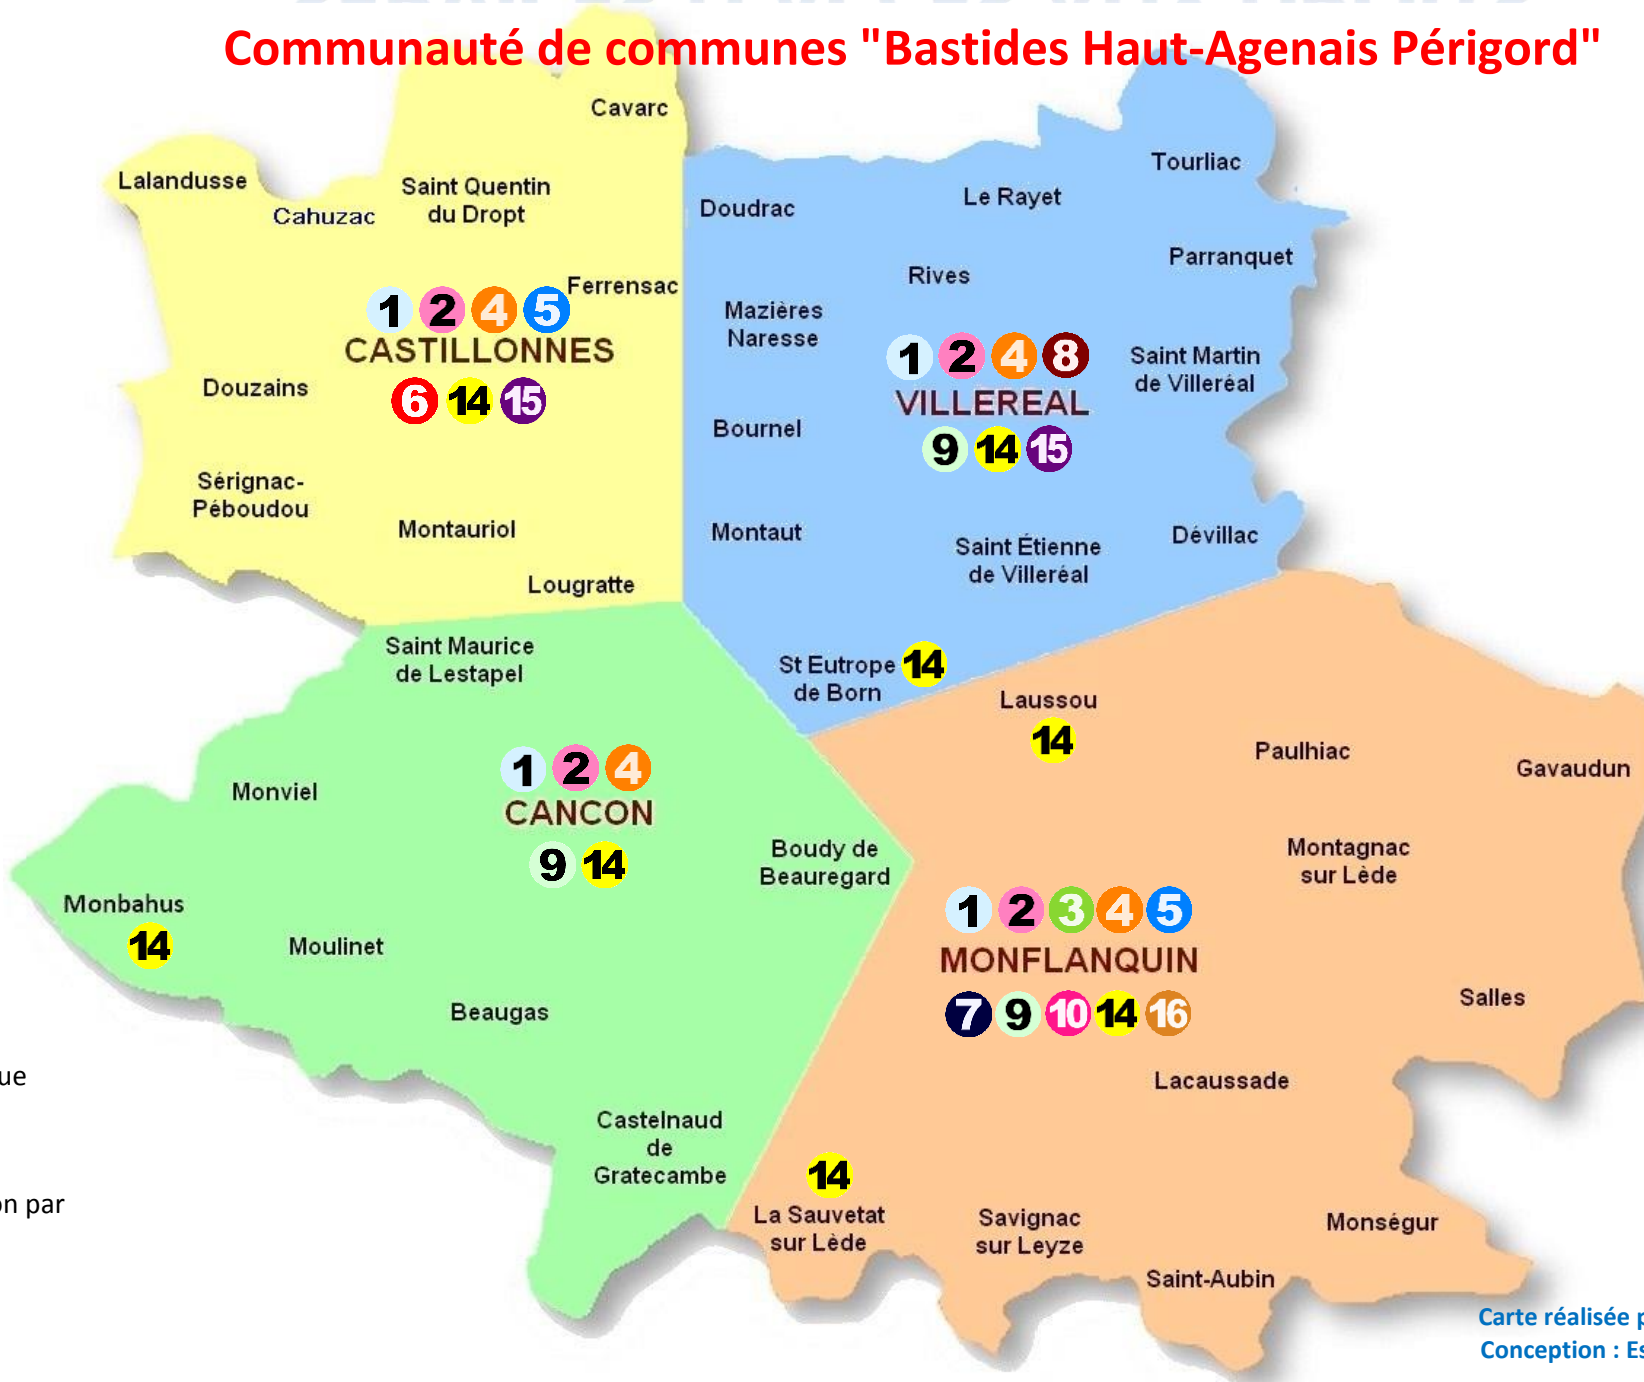 Communauté de communes "Bastides Haut-Agenais Périgord"
Cavarc
Lalandusse
Saint Quentin
du Dropt
Cahuzac
Ferrensac
1 2 4 5
CASTILLONNES
6 14 15
Douzains
Sérignac-
Péboudou
Montauriol
Lougratte
Tourliac
Le Rayet
Doudrac
Parranquet
Rives
Mazières
Naresse
1 2 4 8
VILLEREAL
9 14 15
Saint Martin
de Villeréal
Bournel
Montaut
Saint Étienne
de Villeréal
Dévillac
St Eutrope 14
de Born
Saint Maurice
de Lestapel
Monviel
1 2 4
CANCON
9 14
Boudy de
Beauregard
Monbahus
14
Moulinet
Beaugas
Castelnaud
de
Gratecambe
Laussou
14
Paulhiac
Gavaudun
Montagnac
sur Lède
1 2 3 4 5
MONFLANQUIN
7 9 10 14 16
Salles
Lacaussade
14
La Sauvetat
sur Lède
Savignac
sur Leyze
Monségur
Saint-Aubin
ue
on par
Carte réalisée p
Conception : Es